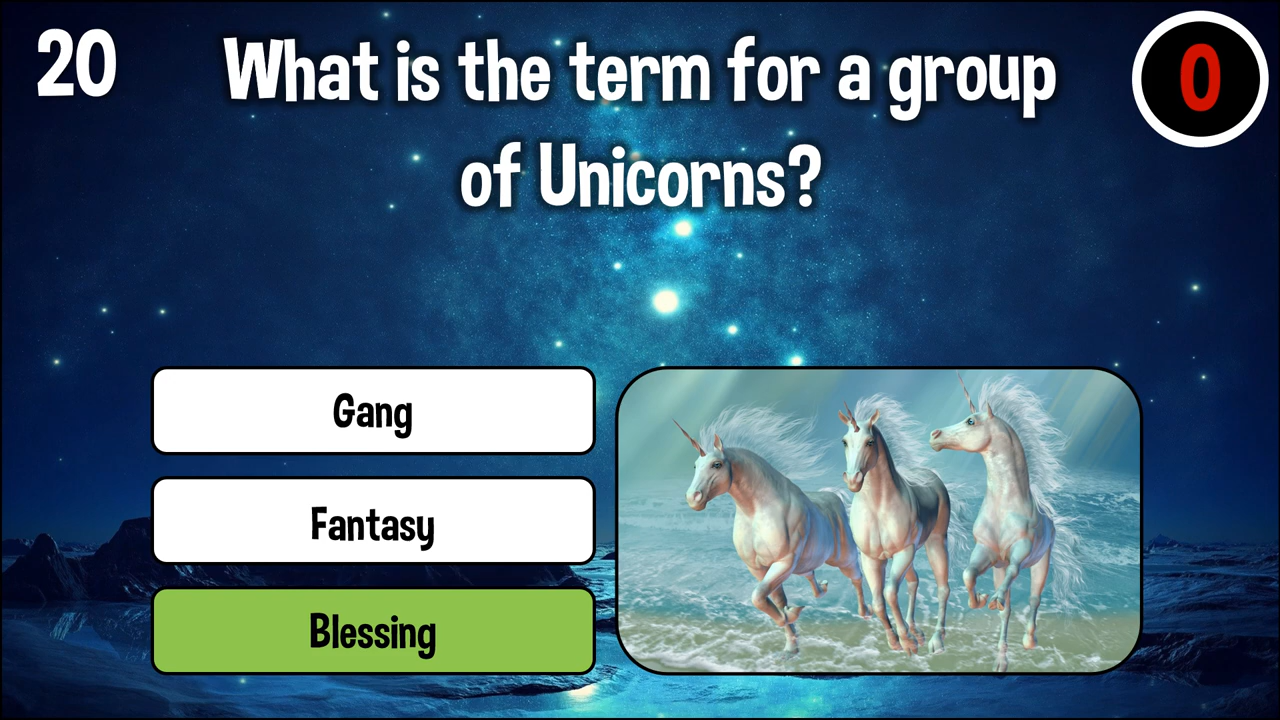 20
What is the term for a group
0
of Unicorns?
Gang
Fantasy
Blessing